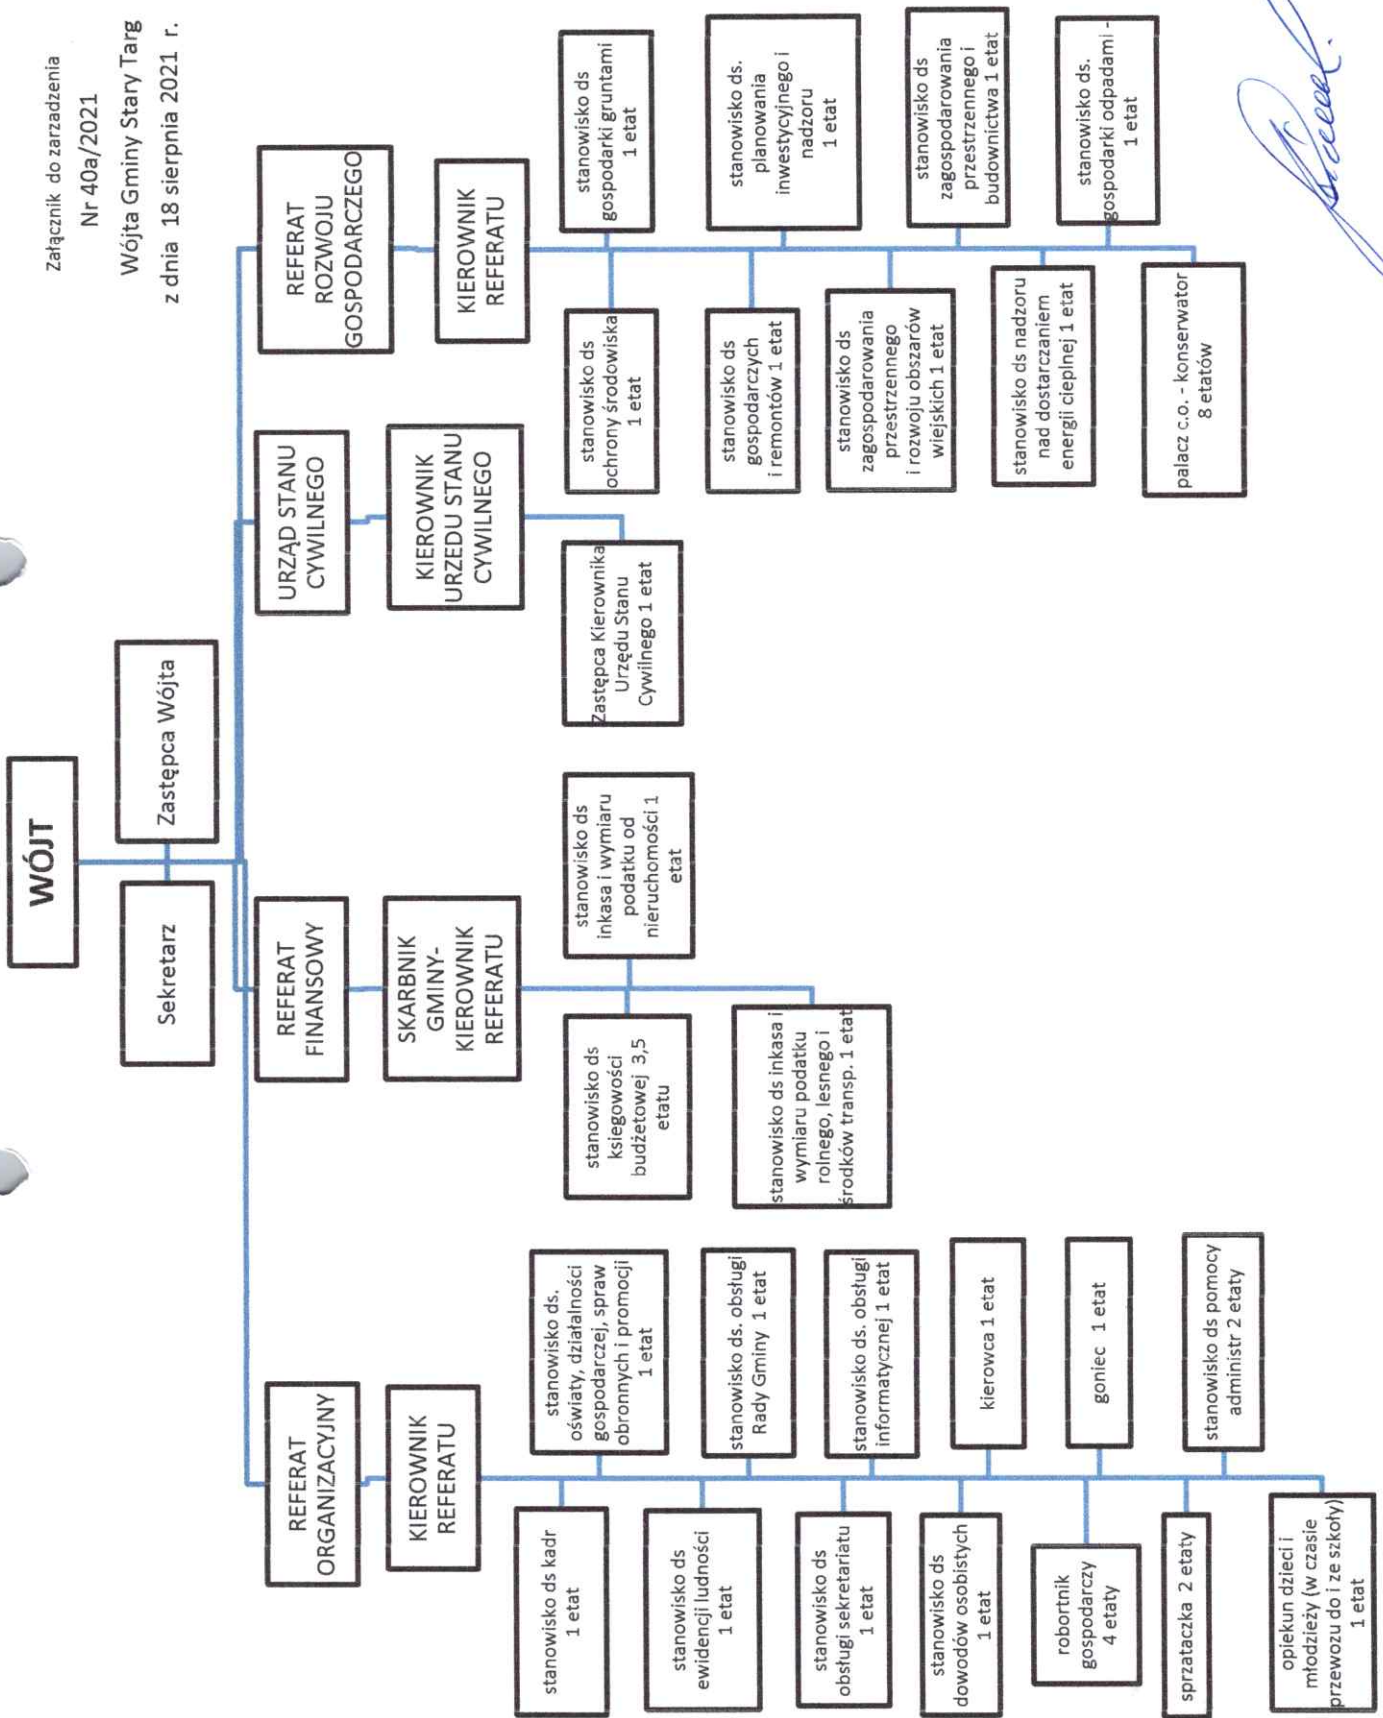 Załącznik do zarządzenia
Nr 40a/2021
Wójta Gminy Stary Targ
z dnia 18 sierpnia 2021 r.
WÓJT
Sekretarz
Zastępca Wójta
REFERAT
ORGANIZACYJNY
KIEROWNIK
REFERATU
stanowisko ds kadr
1 etat
stanowisko ds.
oświaty, działalności
gospodarczej, spraw
obronnych i promocji
1 etat
stanowisko ds
ewidencji ludności
1 etat
stanowisko ds. obsługi
Rady Gminy 1 etat
stanowisko ds
obsługi sekretariatu
1 etat
stanowisko ds. obsługi
informatycznej 1 etat
stanowisko ds
dowodów osobistych
1 etat
kierowca 1 etat
robortnik
gospodarczy
4 etaty
goniec 1 etat
sprzataczka 2 etaty
stanowisko ds pomocy
administr 2 etaty
opiekun dzieci i
młodzieży (w czasie
przewozu do i ze szkoły)
1 etat
REFERAT
FINANSOWY
SKARBNIK
GMINY-
KIEROWNIK
REFERATU
stanowisko ds
ksiegowości
budżetowej 3,5
etatu
stanowisko ds
inkasa i wymiaru
podatku od
nieruchomości 1
etat
stanowisko ds inkasa i
wymiaru podatku
rolnego, lesnego i
środków transp. 1 etat
URZĄD STANU
CYWILNEGO
KIEROWNIK
URZEDU STANU
CYWILNEGO
Zastępca Kierownika
Urzędu Stanu
Cywilnego 1 etat
REFERAT
ROZWOJU
GOSPODARCZEGO
KIEROWNIK
REFERATU
stanowisko ds
ochrony środowiska
1 etat
stanowisko ds
gospodarki gruntami
1 etat
stanowisko ds
gospodarczych
i remontów 1 etat
stanowisko ds.
planowania
inwestycyjnego i
nadzoru
1 etat
stanowisko ds
zagospodarowania
przestrzennego
i rozwoju obszarów
wiejskich 1 etat
stanowisko ds
zagospodarowania
przestrzennego i
budownictwa 1 etat
stanowisko ds nadzoru
nad dostarczaniem
energii cieplnej 1 etat
stanowisko ds.
gospodarki odpadami -
1 etat
palacz c.o. - konserwator
8 etatów